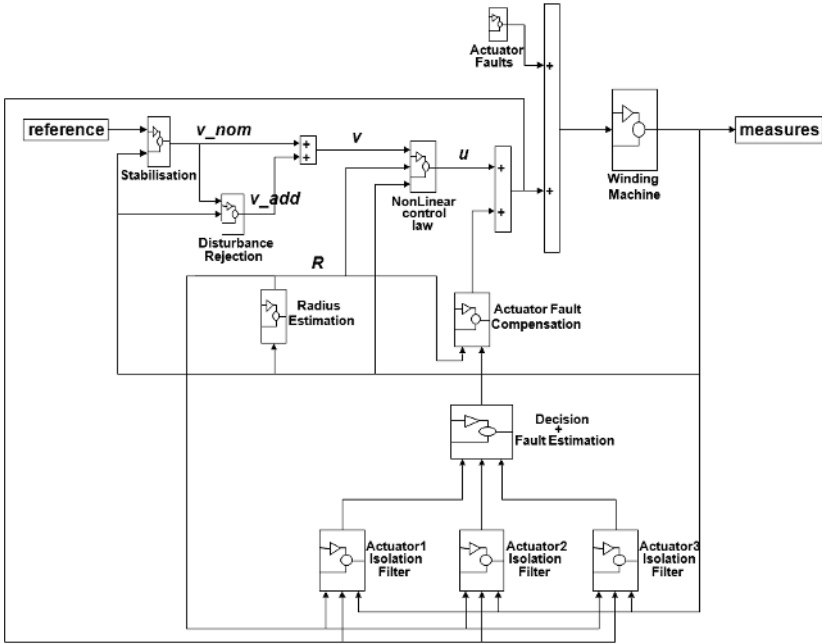 Actuator
Faults
+
reference
v_nom
+
+
v
u
+
measures
Stabilisation
Winding
Machine
v_add
NonLinear
control
law
+
+
Disturbance
Rejection
R
Radius
Estimation
Actuator Fault
Compensation
Decision
+
Fault Estimation
Actuator1
Isolation
Filter
Actuator2
Isolation
Filter
Actuator3
Isolation
Filter